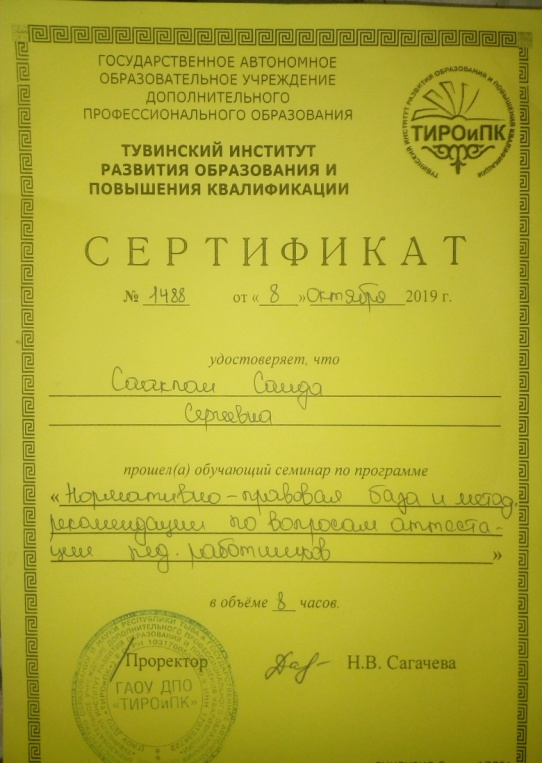 ГОСУДАРСТВЕННОЕ АВТОНОМНОЕ
ОБРАЗОВАТЕЛЬНОЕ УЧРЕЖДЕНИЕ
ДОПОЛНИТЕЛЬНОГО
ПРОФЕССИОНАЛЬНОГО ОБРАЗОВАНИЯ
ТУВИНСКИЙ ИНСТИТУТ РАЗВИТИЯ ОБРАЗОВАНИЯ И ПОВЫШЕНИЯ КВАЛИФИКАЦИИ
ТИРОиПК
ТУВИНСКИЙ ИНСТИТУТ
РАЗВИТИЯ ОБРАЗОВАНИЯ И
ПОВЫШЕНИЯ КВАЛИФИКАЦИИ
СЕРТИФИКАТ
№ 1488 от « 8 » октября 2019 г.
удостоверяет, что
Саида
Сергеевна
прошел(а) обучающий семинар по программе
«Нормативно-правовая база и метод.
рекомендации по вопросам аттеста-
ции пед. работников »
в объёме 8 часов.
Проректор Н.В. Сагачева
ГАОУ ДПО
«ТИРОиПК»